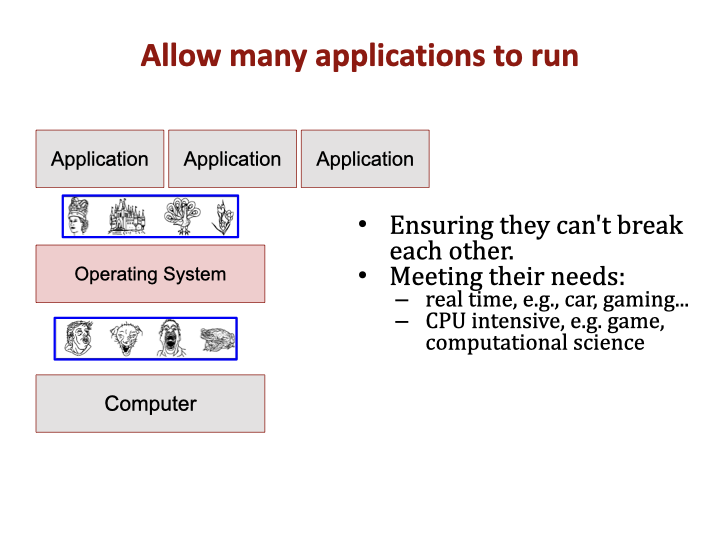 Allow many applications to run
Application Application Application
• Ensuring they can't break
each other.
• Meeting their needs:
– real time, e.g., car, gaming...
– CPU intensive, e.g. game,
computational science
Operating System
Computer